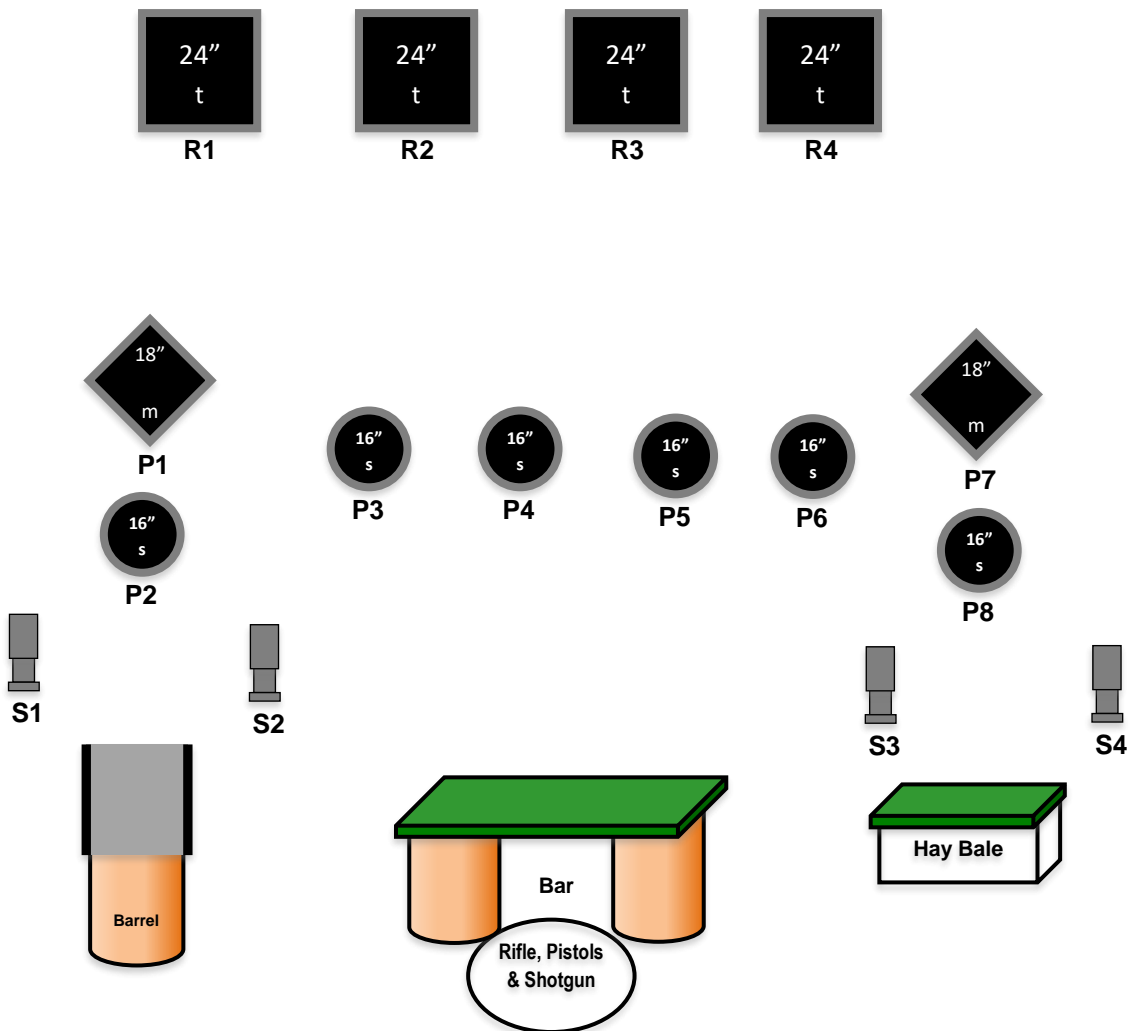 24”
t
24”
t
24”
t
24”
t
R1
R2
R3
R4
18”
m
P1
18”
m
P7
16”
s
P3
16”
s
P4
16”
s
P5
16”
s
P6
16”
s
P2
16”
s
P8
S1
S2
S3
S4
Barrel
Bar
Hay Bale
Rifle, Pistols
& Shotgun